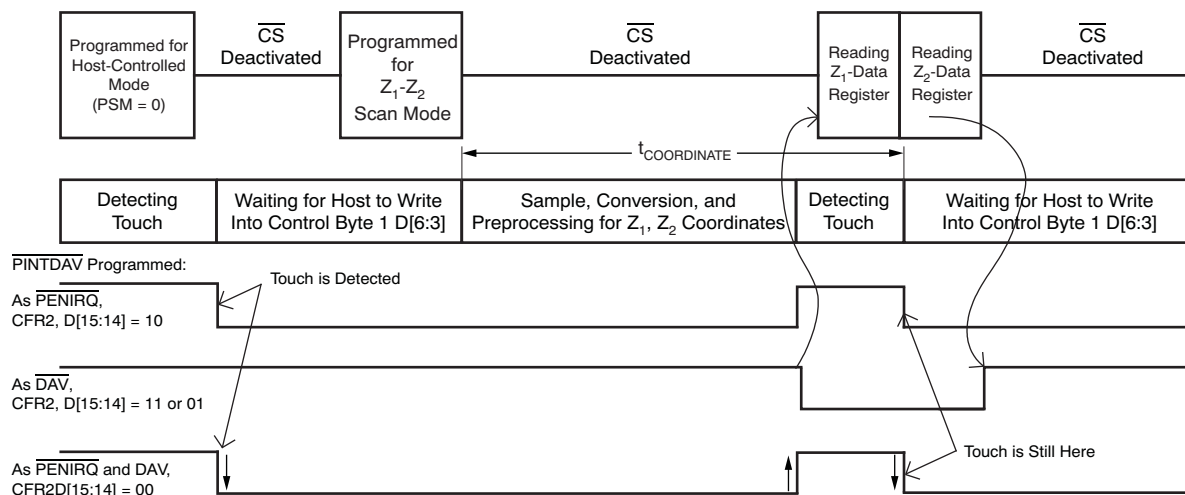 Programmed for
Host-Controlled
Mode
(PSM = 0)
CS
Deactivated
Programmed
for
Z1-Z2
Scan Mode
CS
Deactivated
Reading
Z1-Data
Register
Reading
Z2-Data
Register
CS
Deactivated
tCOORDINATE
Detecting
Touch
Waiting for Host to Write
Into Control Byte 1 D[6:3]
Sample, Conversion, and
Preprocessing for Z1, Z2 Coordinates
Detecting
Touch
Waiting for Host to Write
Into Control Byte 1 D[6:3]
PINTDAV Programmed:
Touch is Detected
As PENIRQ,
CFR2, D[15:14] = 10
As DAV,
CFR2, D[15:14] = 11 or 01
Touch is Still Here
As PENIRQ and DAV,
CFR2D[15:14] = 00